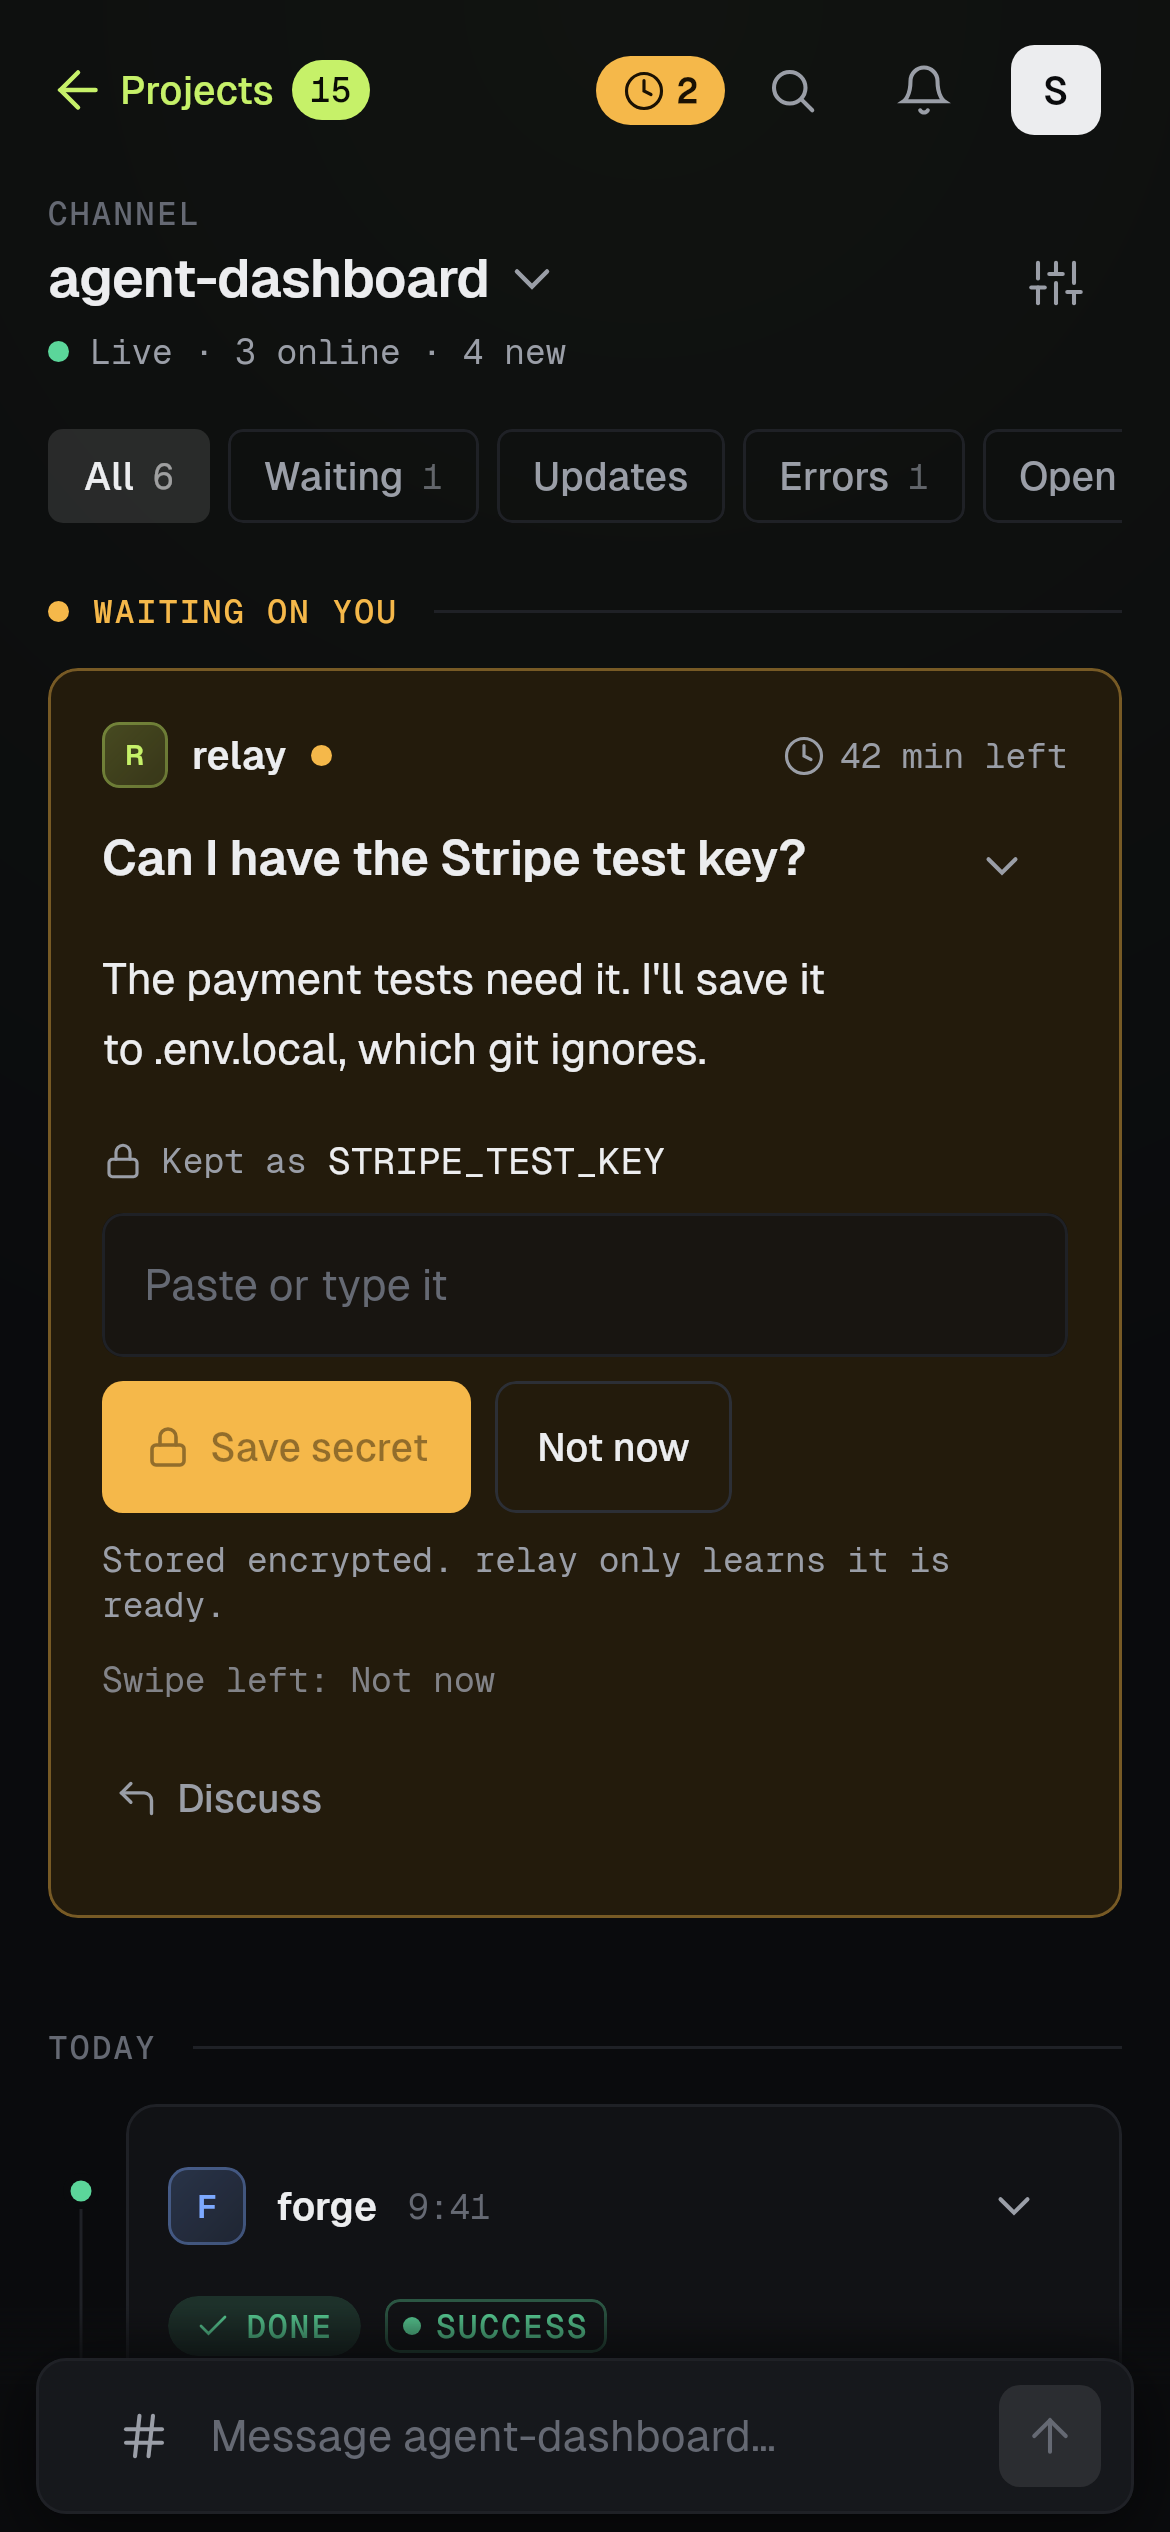 Projects 15
2
S
CHANNEL
agent-dashboard
Live · 3 online · 4 new
All 6 Waiting 1 Updates Errors 1 Open
WAITING ON YOU
R relay 42 min left
Can I have the Stripe test key?
The payment tests need it. I'll save it
to .env.local, which git ignores.
Kept as STRIPE_TEST_KEY
Paste or type it
Save secret Not now
Stored encrypted. relay only learns it is
ready.
Swipe left: Not now
Discuss
TODAY
F forge 9:41
DONE SUCCESS
# Message agent-dashboard…